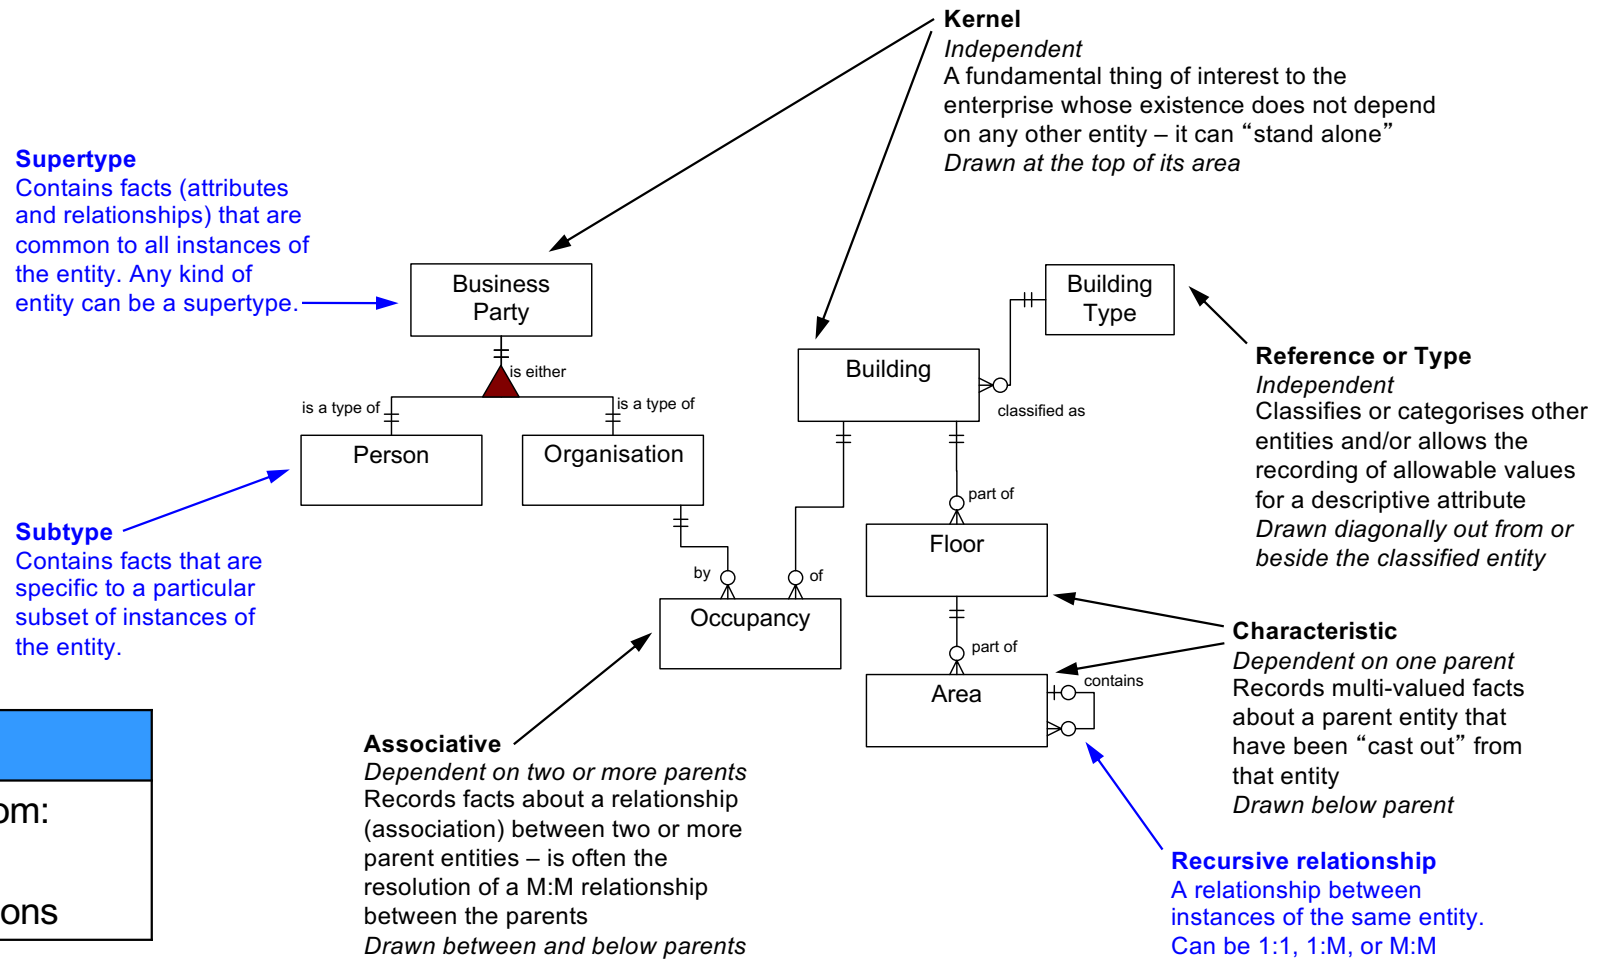 Kernel
Independent
A fundamental thing of interest to the
enterprise whose existence does not depend
on any other entity – it can “stand alone”
Drawn at the top of its area
Supertype
Contains facts (attributes
and relationships) that are
common to all instances of
the entity. Any kind of
entity can be a supertype.
Business
Party
is either
is a type of
is a type of
Person
Organisation
Building
Type
Building
classified as
Reference or Type
Independent
Classifies or categorises other
entities and/or allows the
recording of allowable values
for a descriptive attribute
Drawn diagonally out from or
beside the classified entity
Subtype
Contains facts that are
specific to a particular
subset of instances of
the entity.
part of
Floor
by
of
Occupancy
part of
Area
contains
Characteristic
Dependent on one parent
Records multi-valued facts
about a parent entity that
have been “cast out” from
that entity
Drawn below parent
Associative
Dependent on two or more parents
Records facts about a relationship
(association) between two or more
parent entities – is often the
resolution of a M:M relationship
between the parents
Drawn between and below parents
Recursive relationship
A relationship between
instances of the same entity.
Can be 1:1, 1:M, or M:M
om:
ons